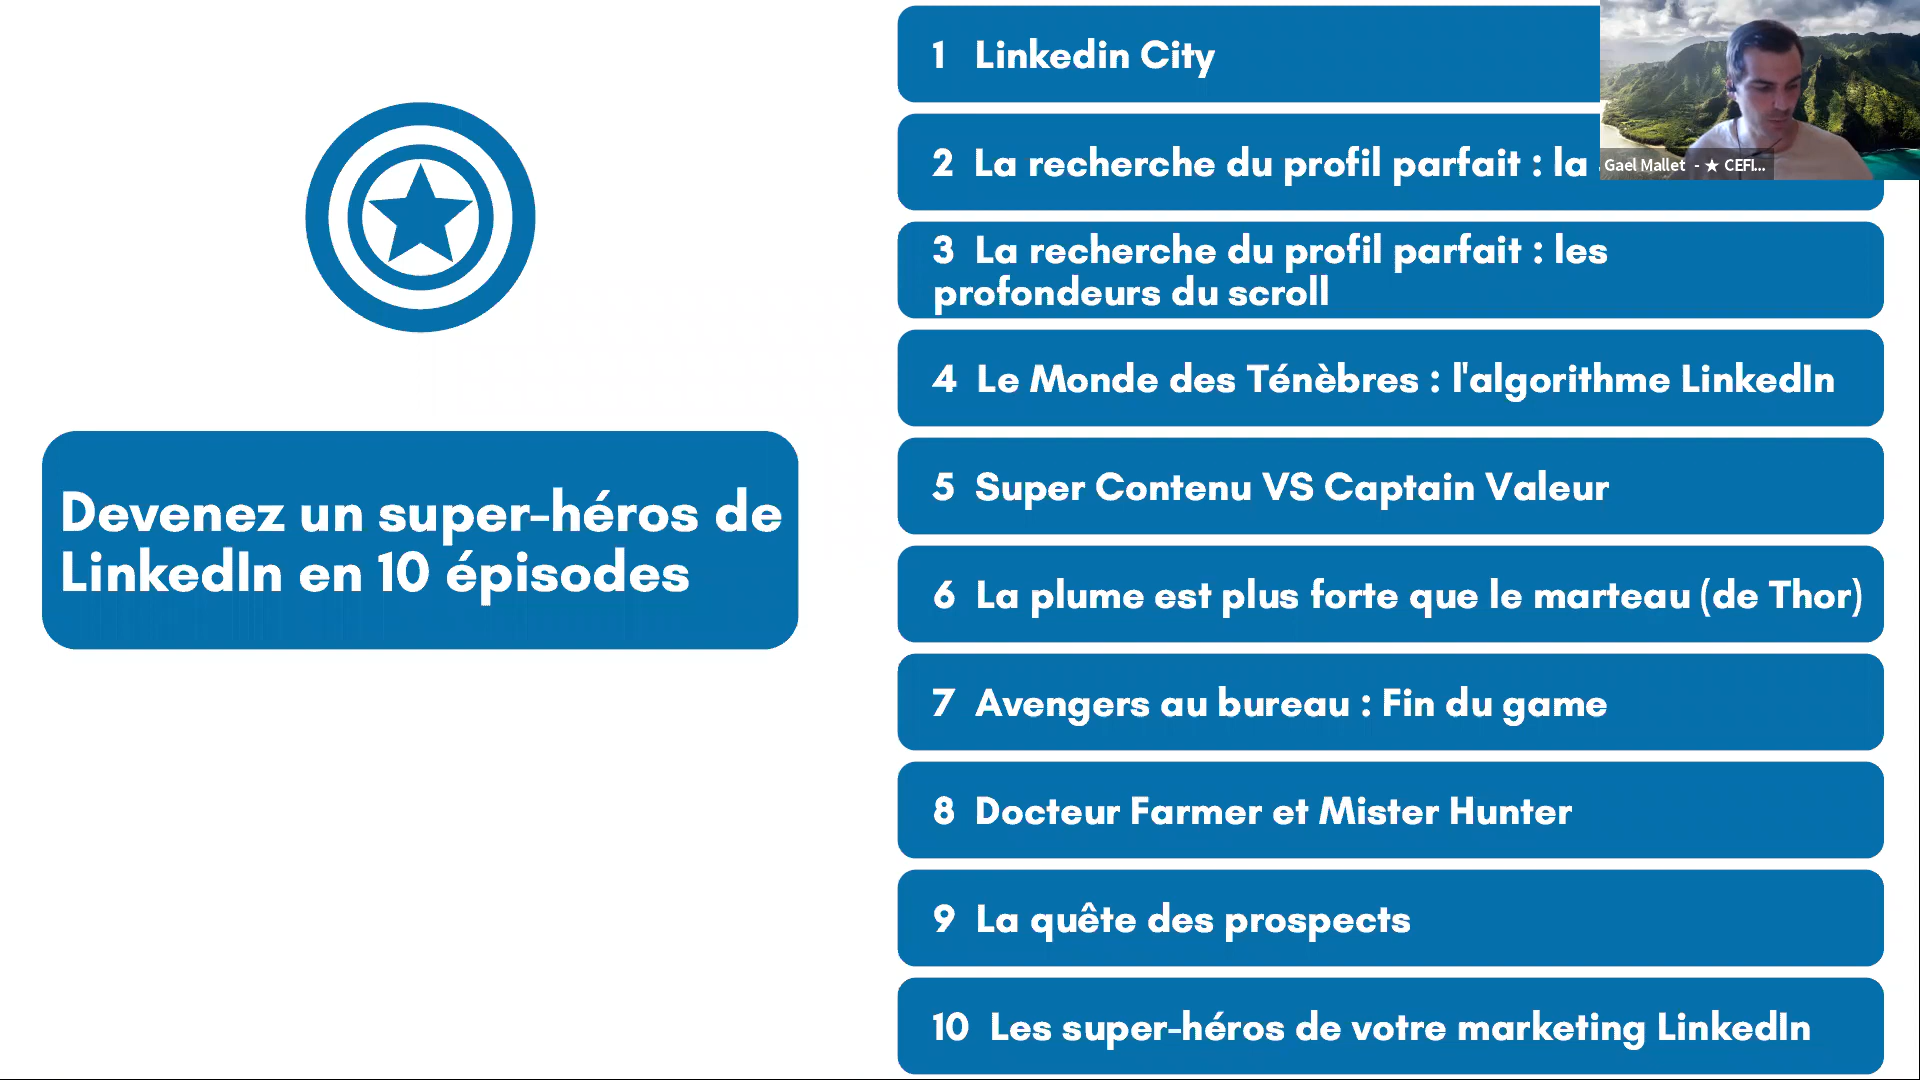 Devenez un super-héros de
LinkedIn en 10 épisodes
1 Linkedin City
2 La recherche du profil parfait : la
3 La recherche du profil parfait : les
profondeurs du scroll
4 Le Monde des Ténèbres : l'algorithme LinkedIn
5 Super Contenu VS Captain Valeur
6 La plume est plus forte que le marteau (de Thor)
7 Avengers au bureau : Fin du game
8 Docteur Farmer et Mister Hunter
9 La quête des prospects
10 Les super-héros de votre marketing LinkedIn
Gael Mallet - ★ CEFI...